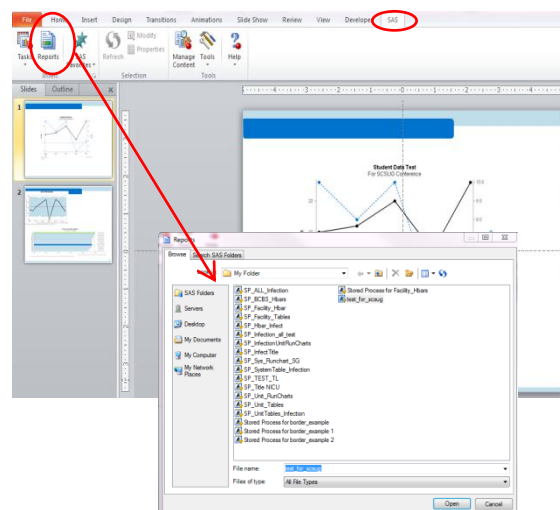 File Home Insert Design Transitions Animations Slide Show Review View Developer SAS
Tasks Reports SAS Favorites Refresh Modify Properties Manage Content Tools Help
Insert Selection Tools
Slides Outline
1
2
Student Data Test
For SCSUG Conference
Reports
Browse Search SAS Folders
My Folder
SAS Folders
Servers
Desktop
My Documents
My Computer
My Network Places
SP_ALL_Infection
SP_BCBS_Hbars
SP_Facility_Hbar
SP_Facility_Tables
SP_Hbar_Infect
SP_Infection_all_test
SP_InfectionUnitRunCharts
SP_InfectTitle
SP_Sys_Runchart_SG
SP_SystemTable_Infection
SP_TEST_TL
SP_Title NICU
SP_Unit_RunCharts
SP_Unit_Tables
SP_UnitTables_Infection
Stored Process for border_example
Stored Process for border_example 1
Stored Process for border_example 2
Stored Process for Facility_Hbars
test_for_scsug
File name: test_for_scsug
Files of type: All File Types
Open Cancel